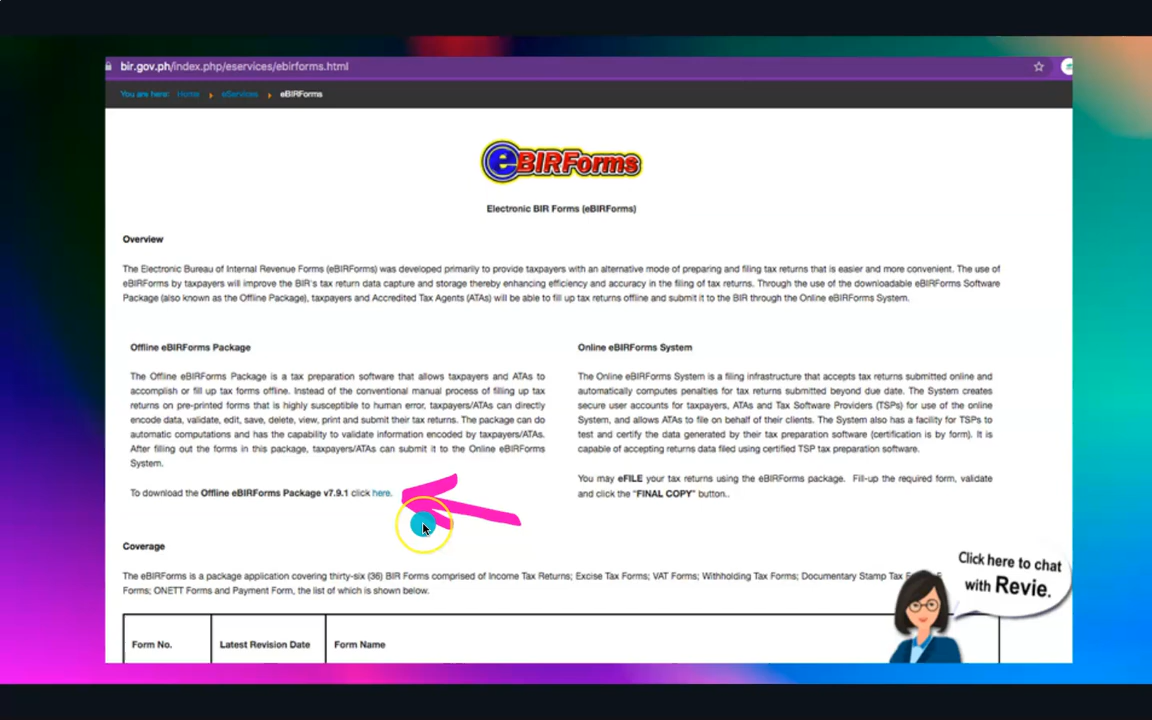 bir.gov.ph/index.php/eservices/ebirforms.html
You are here: Home eServices eBIRForms
eBIRForms
Electronic BIR Forms (eBIRForms)
Overview
The Electronic Bureau of Internal Revenue Forms (eBIRForms) was developed primarily to provide taxpayers with an alternative mode of preparing and filing tax returns that is easier and more convenient. The use of
eBIRForms by taxpayers will improve the BIR's tax return data capture and storage thereby enhancing efficiency and accuracy in the filing of tax returns. Through the use of the downloadable eBIRForms Software
Package (also known as the Offline Package), taxpayers and Accredited Tax Agents (ATAs) will be able to fill up tax returns offline and submit it to the BIR through the Online eBIRForms System.
Offline eBIRForms Package
The Offline eBIRForms Package is a tax preparation software that allows taxpayers and ATAs to
accomplish or fill up tax forms offline. Instead of the conventional manual process of filling up tax
returns on pre-printed forms that is highly susceptible to human error, taxpayers/ATAs can directly
encode data, validate, edit, save, delete, view, print and submit their tax returns. The package can do
automatic computations and has the capability to validate information encoded by taxpayers/ATAs.
After filling out the forms in this package, taxpayers/ATAs can submit it to the Online eBIRForms
System.
To download the Offline eBIRForms Package v7.9.1 click here.
Online eBIRForms System
The Online eBIRForms System is a filing infrastructure that accepts tax returns submitted online and
automatically computes penalties for tax returns submitted beyond due date. The System creates
secure user accounts for taxpayers, ATAs and Tax Software Providers (TSPs) for use of the online
System, and allows ATAs to file on behalf of their clients. The System also has a facility for TSPs to
test and certify the data generated by their tax preparation software (certification is by form). It is
capable of accepting returns data filed using certified TSP tax preparation software.
You may eFILE your tax returns using the eBIRForms package. Fill-up the required form, validate
and click the "FINAL COPY" button..
Coverage
The eBIRForms is a package application covering thirty-six (36) BIR Forms comprised of Income Tax Returns; Excise Tax Forms; VAT Forms; Withholding Tax Forms; Documentary Stamp Tax
Forms; ONETT Forms and Payment Form, the list of which is shown below.
Form No. Latest Revision Date Form Name
Click here to chat
with Revie.